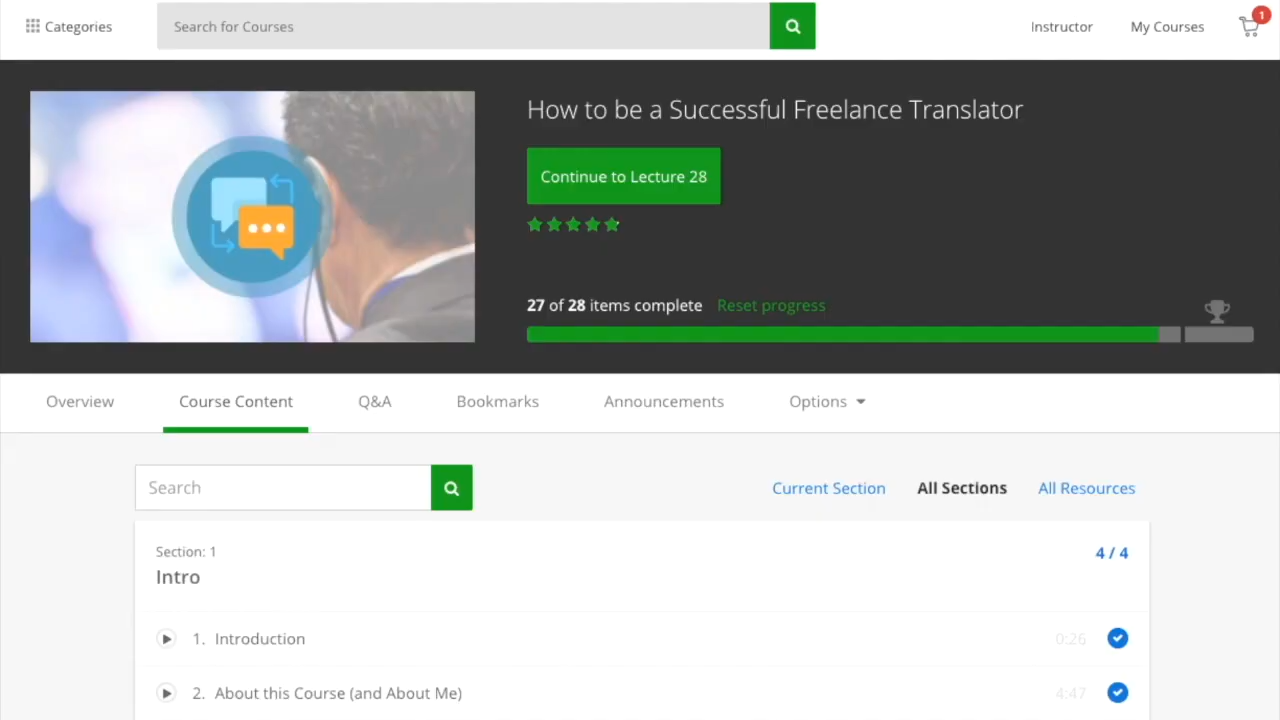 Categories
Search for Courses
Instructor
My Courses
1
How to be a Successful Freelance Translator
Continue to Lecture 28
27 of 28 items complete Reset progress
Overview
Course Content
Q&A
Bookmarks
Announcements
Options
Search
Current Section
All Sections
All Resources
Section: 1
4 / 4
Intro
1. Introduction 0:26
2. About this Course (and About Me) 4:47